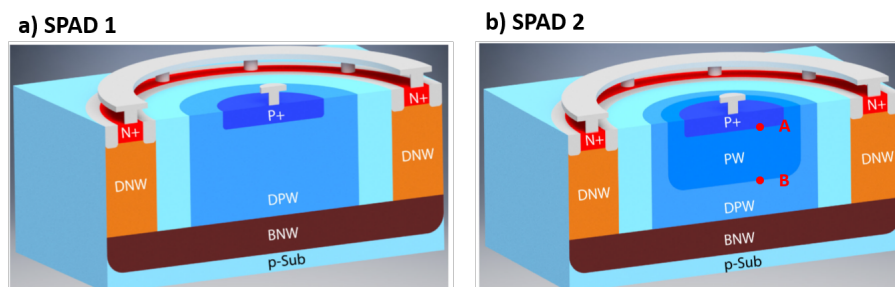 a) SPAD 1
N+
P+
DNW
DNW
DPW
BNW
p-Sub
b) SPAD 2
N+
N+
P+
A
PW
B
DNW
DNW
DPW
BNW
p-Sub
N+